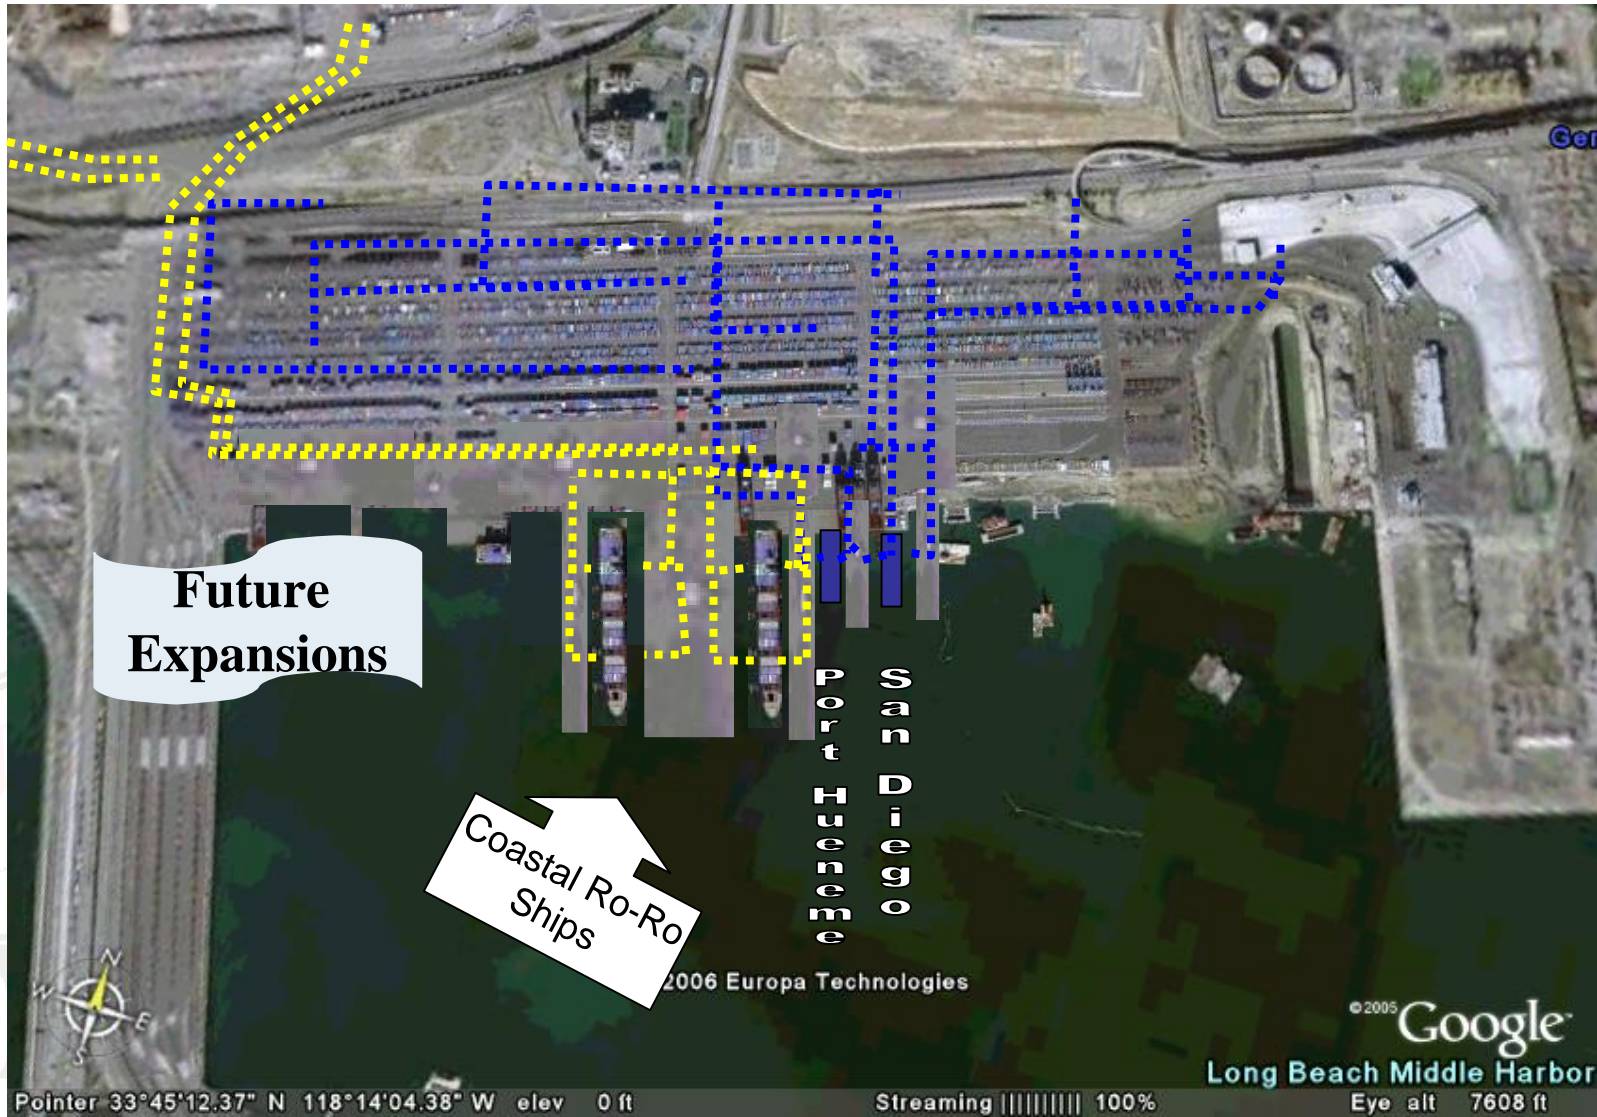 Ger
Future
Expansions
Port Hueneme
San Diego
Coastal Ro-Ro
Ships
2006 Europa Technologies
N
W
E
S
©2005 Google
Long Beach Middle Harbor
Pointer 33°45'12.37" N 118°14'04.38" W elev 0 ft
Streaming |||||||||| 100%
Eye alt 7608 ft